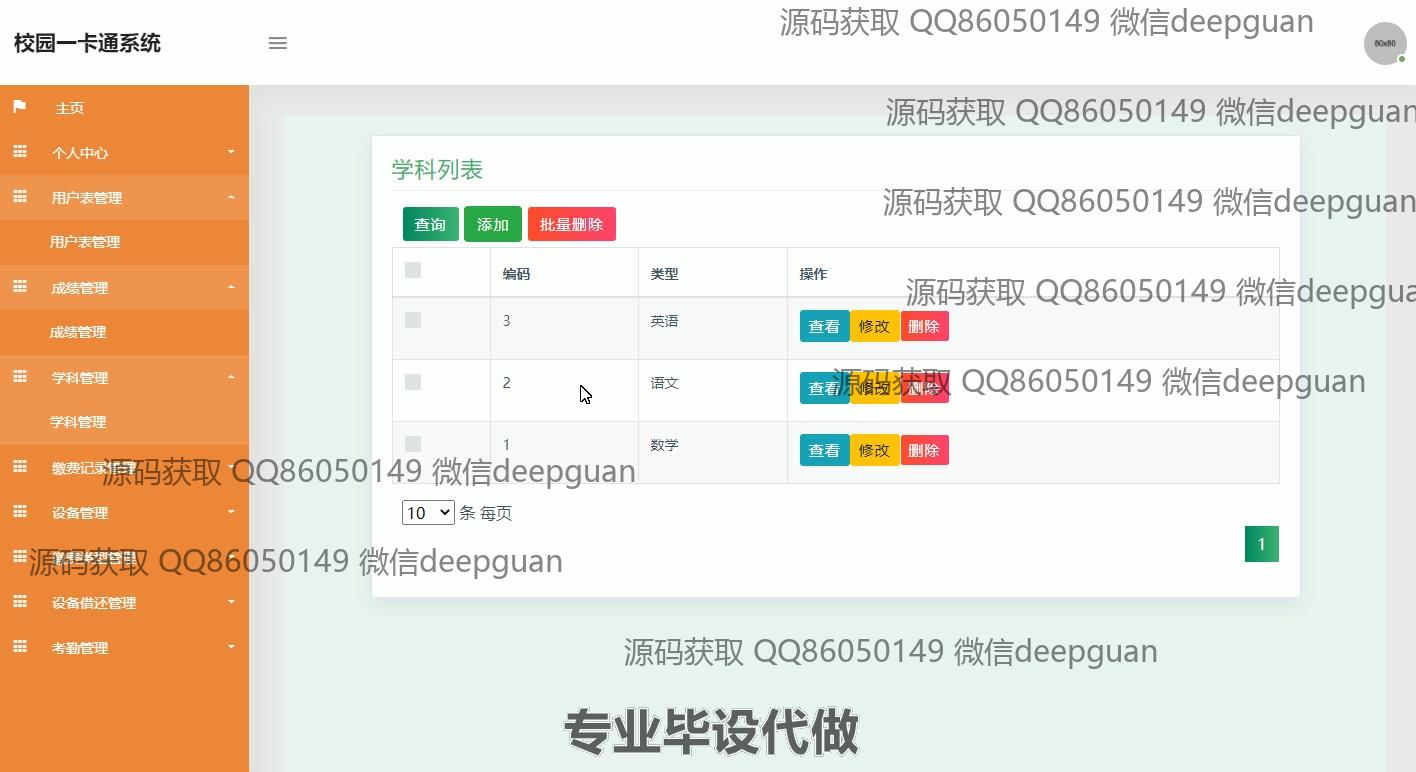 源码获取 QQ86050149 微信deepguan
校园一卡通系统
80x80
主页
源码获取 QQ86050149 微信deepguan
个人中心
学科列表
用户表管理
源码获取 QQ86050149 微信deepguan
查询 添加 批量删除
用户表管理
编码 类型 操作
成绩管理
源码获取 QQ86050149 微信deepgua
3 英语 查看 修改 删除
成绩管理
学科管理
2 语文 查看 修改 删除
源码获取 QQ86050149 微信deepguan
学科管理
1 数学 查看 修改 删除
缴费记录管理
源码获取 QQ86050149 微信deepguan
设备管理
10 条 每页
1
源码获取 QQ86050149 微信deepguan
设备借还管理
考勤管理
源码获取 QQ86050149 微信deepguan
专业毕设代做